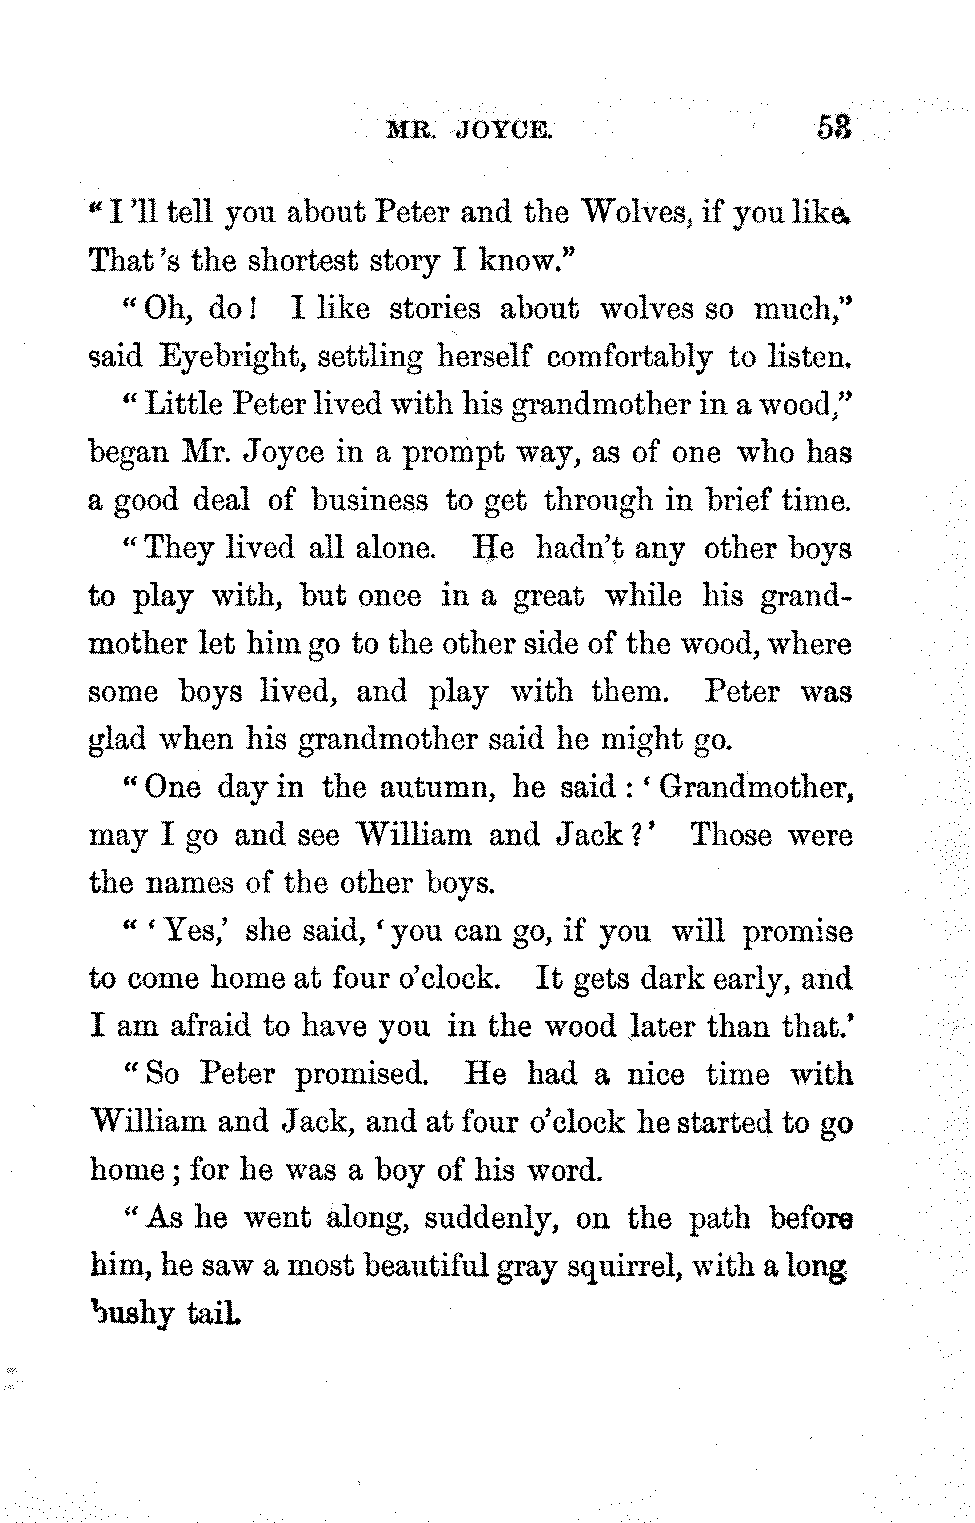 MR. JOYCE. 53
"I'll tell you about Peter and the Wolves, if you like.
That's the shortest story I know."
"Oh, do! I like stories about wolves so much,"
said Eyebright, settling herself comfortably to listen.
"Little Peter lived with his grandmother in a wood,"
began Mr. Joyce in a prompt way, as of one who has
a good deal of business to get through in brief time.
"They lived all alone. He hadn't any other boys
to play with, but once in a great while his grand-
mother let him go to the other side of the wood, where
some boys lived, and play with them. Peter was
glad when his grandmother said he might go.
"One day in the autumn, he said: 'Grandmother,
may I go and see William and Jack?' Those were
the names of the other boys.
"'Yes,' she said, 'you can go, if you will promise
to come home at four o'clock. It gets dark early, and
I am afraid to have you in the wood later than that.'
"So Peter promised. He had a nice time with
William and Jack, and at four o'clock he started to go
home; for he was a boy of his word.
"As he went along, suddenly, on the path before
him, he saw a most beautiful gray squirrel, with a long
bushy tail.